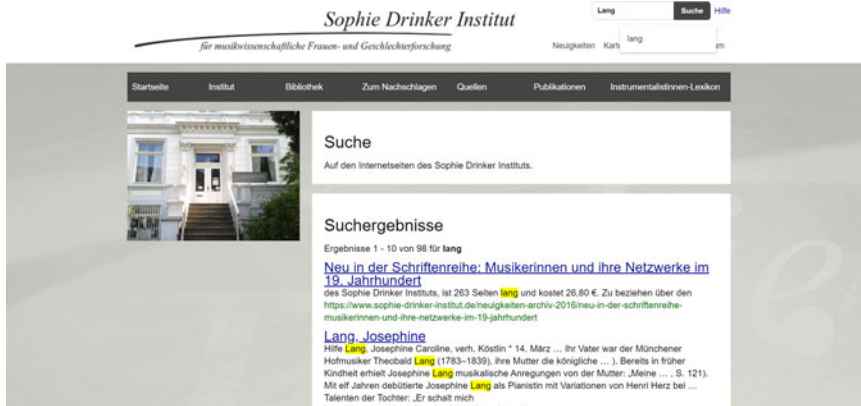 Sophie Drinker Institut
für musikwissenschaftliche Frauen- und Geschlechterforschung
Lang
Suche
Hilfe
lang
Neuigkeiten
Startseite
Institut
Bibliothek
Zum Nachschlagen
Quellen
Publikationen
Instrumentalistinnen-Lexikon
Suche
Auf den Internetseiten des Sophie Drinker Instituts.
Suchergebnisse
Ergebnisse 1 - 10 von 98 für lang
Neu in der Schriftenreihe: Musikerinnen und ihre Netzwerke im
19. Jahrhundert
des Sophie Drinker Instituts, ist 263 Seiten lang und kostet 26,80 €. Zu beziehen über den
https://www.sophie-drinker-institut.de/neuigkeiten-archiv-2016/neu-in-der-schriftenreihe-
musikerinnen-und-ihre-netzwerke-im-19-jahrhundert
Lang, Josephine
Hilfe Lang, Josephine Caroline, verh. Köstlin * 14. März … Ihr Vater war der Münchener
Hofmusiker Theobald Lang (1783–1839), ihre Mutter die königliche … ). Bereits in früher
Kindheit erhielt Josephine Lang musikalische Anregungen von der Mutter: „Meine … , S. 121).
Mit elf Jahren debütierte Josephine Lang als Pianistin mit Variationen von Henri Herz bei …
Talenten der Tochter: „Er schalt mich